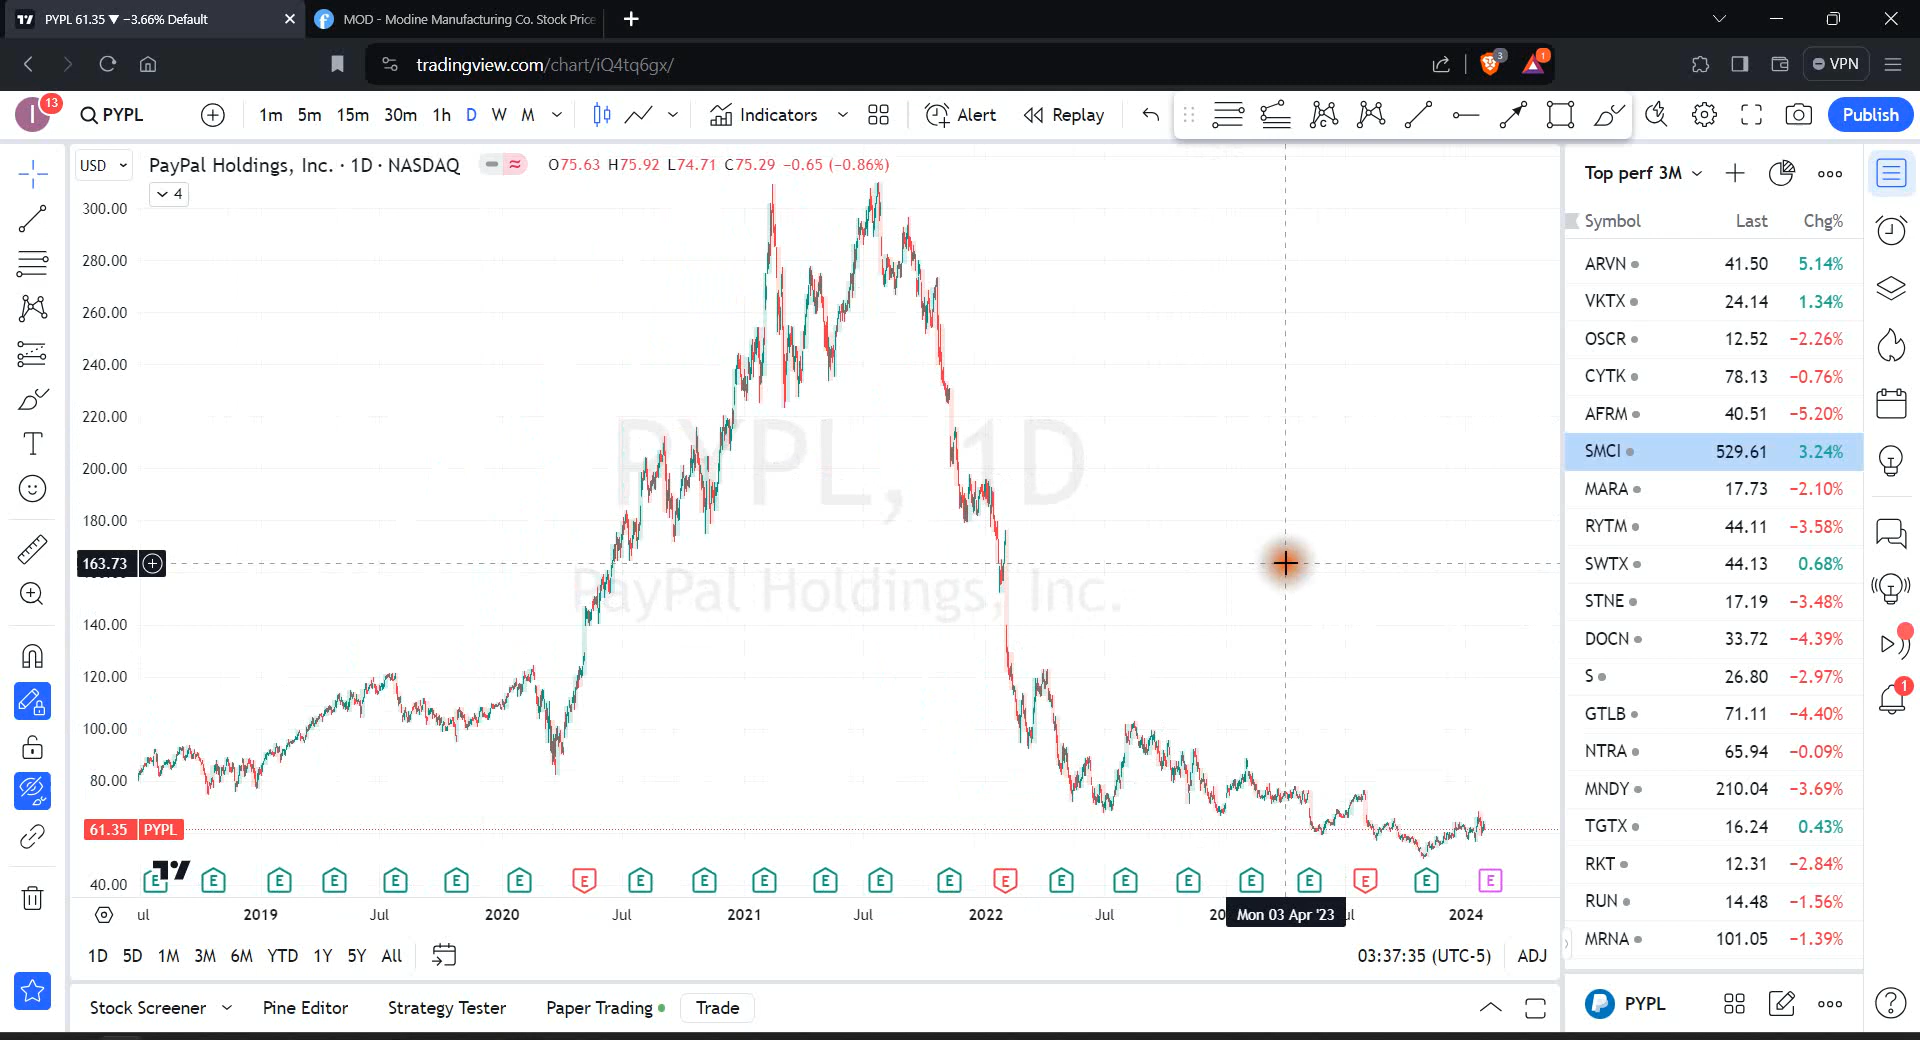 PYPL 61.35 ▼ −3.66% Default
MOD - Modine Manufacturing Co. Stock Price
tradingview.com/chart/iQ4tq6gx/
3
1
VPN
I
13
PYPL
1m 5m 15m 30m 1h D W M
Indicators
Alert
Replay
Publish
USD
PayPal Holdings, Inc. · 1D · NASDAQ
O75.63 H75.92 L74.71 C75.29 −0.65 (−0.86%)
4
300.00
280.00
260.00
240.00
220.00
200.00
180.00
163.73
140.00
120.00
100.00
80.00
61.35 PYPL
40.00
PYPL, 1D
PayPal Holdings, Inc.
E E E E E E E E E E E E E E E E E E E E E E E
ul 2019 Jul 2020 Jul 2021 Jul 2022 Jul 20 Mon 03 Apr '23 ul 2024
1D 5D 1M 3M 6M YTD 1Y 5Y All
03:37:35 (UTC-5) ADJ
Stock Screener
Pine Editor
Strategy Tester
Paper Trading
Trade
Top perf 3M
Symbol Last Chg%
ARVN 41.50 5.14%
VKTX 24.14 1.34%
OSCR 12.52 −2.26%
CYTK 78.13 −0.76%
AFRM 40.51 −5.20%
SMCI 529.61 3.24%
MARA 17.73 −2.10%
RYTM 44.11 −3.58%
SWTX 44.13 0.68%
STNE 17.19 −3.48%
DOCN 33.72 −4.39%
S 26.80 −2.97%
GTLB 71.11 −4.40%
NTRA 65.94 −0.09%
MNDY 210.04 −3.69%
TGTX 16.24 0.43%
RKT 12.31 −2.84%
RUN 14.48 −1.56%
MRNA 101.05 −1.39%
PYPL
1